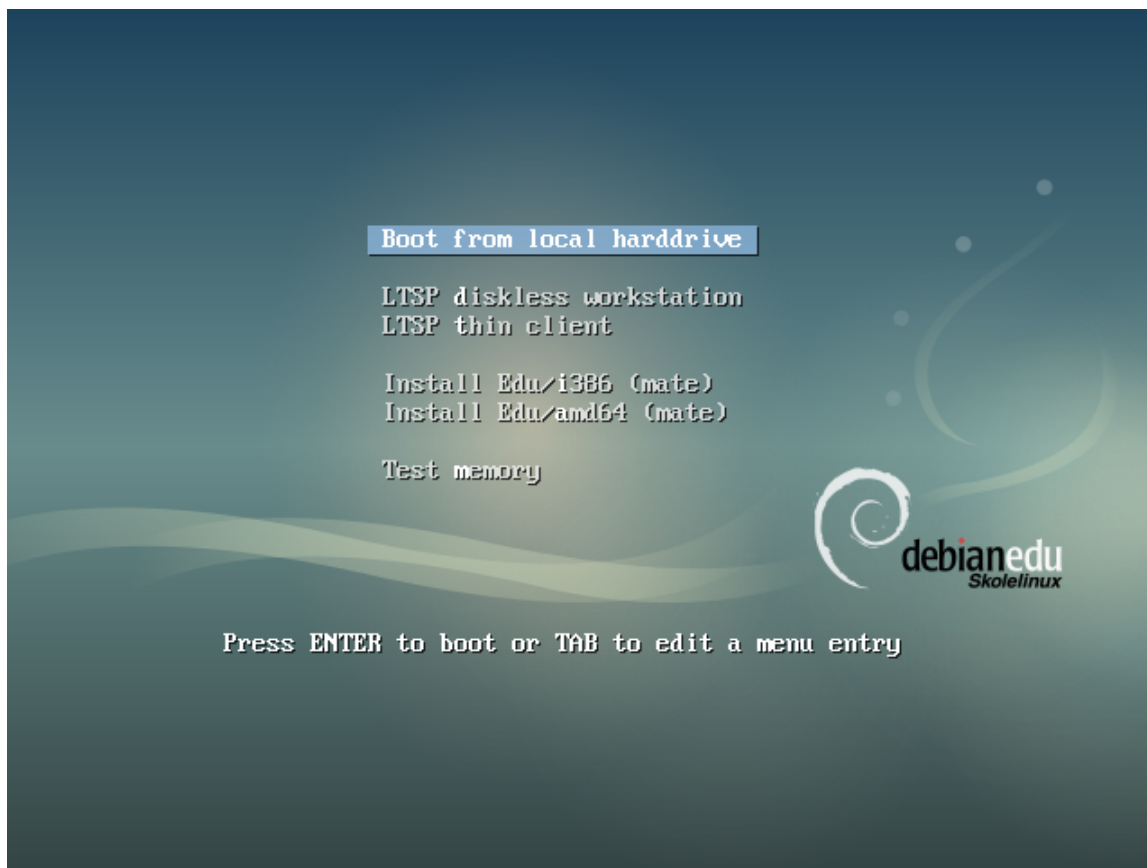 Boot from local harddrive
LTSP diskless workstation
LTSP thin client
Install Edu/i386 (mate)
Install Edu/amd64 (mate)
Test memory
debianedu
Skolelinux
Press ENTER to boot or TAB to edit a menu entry